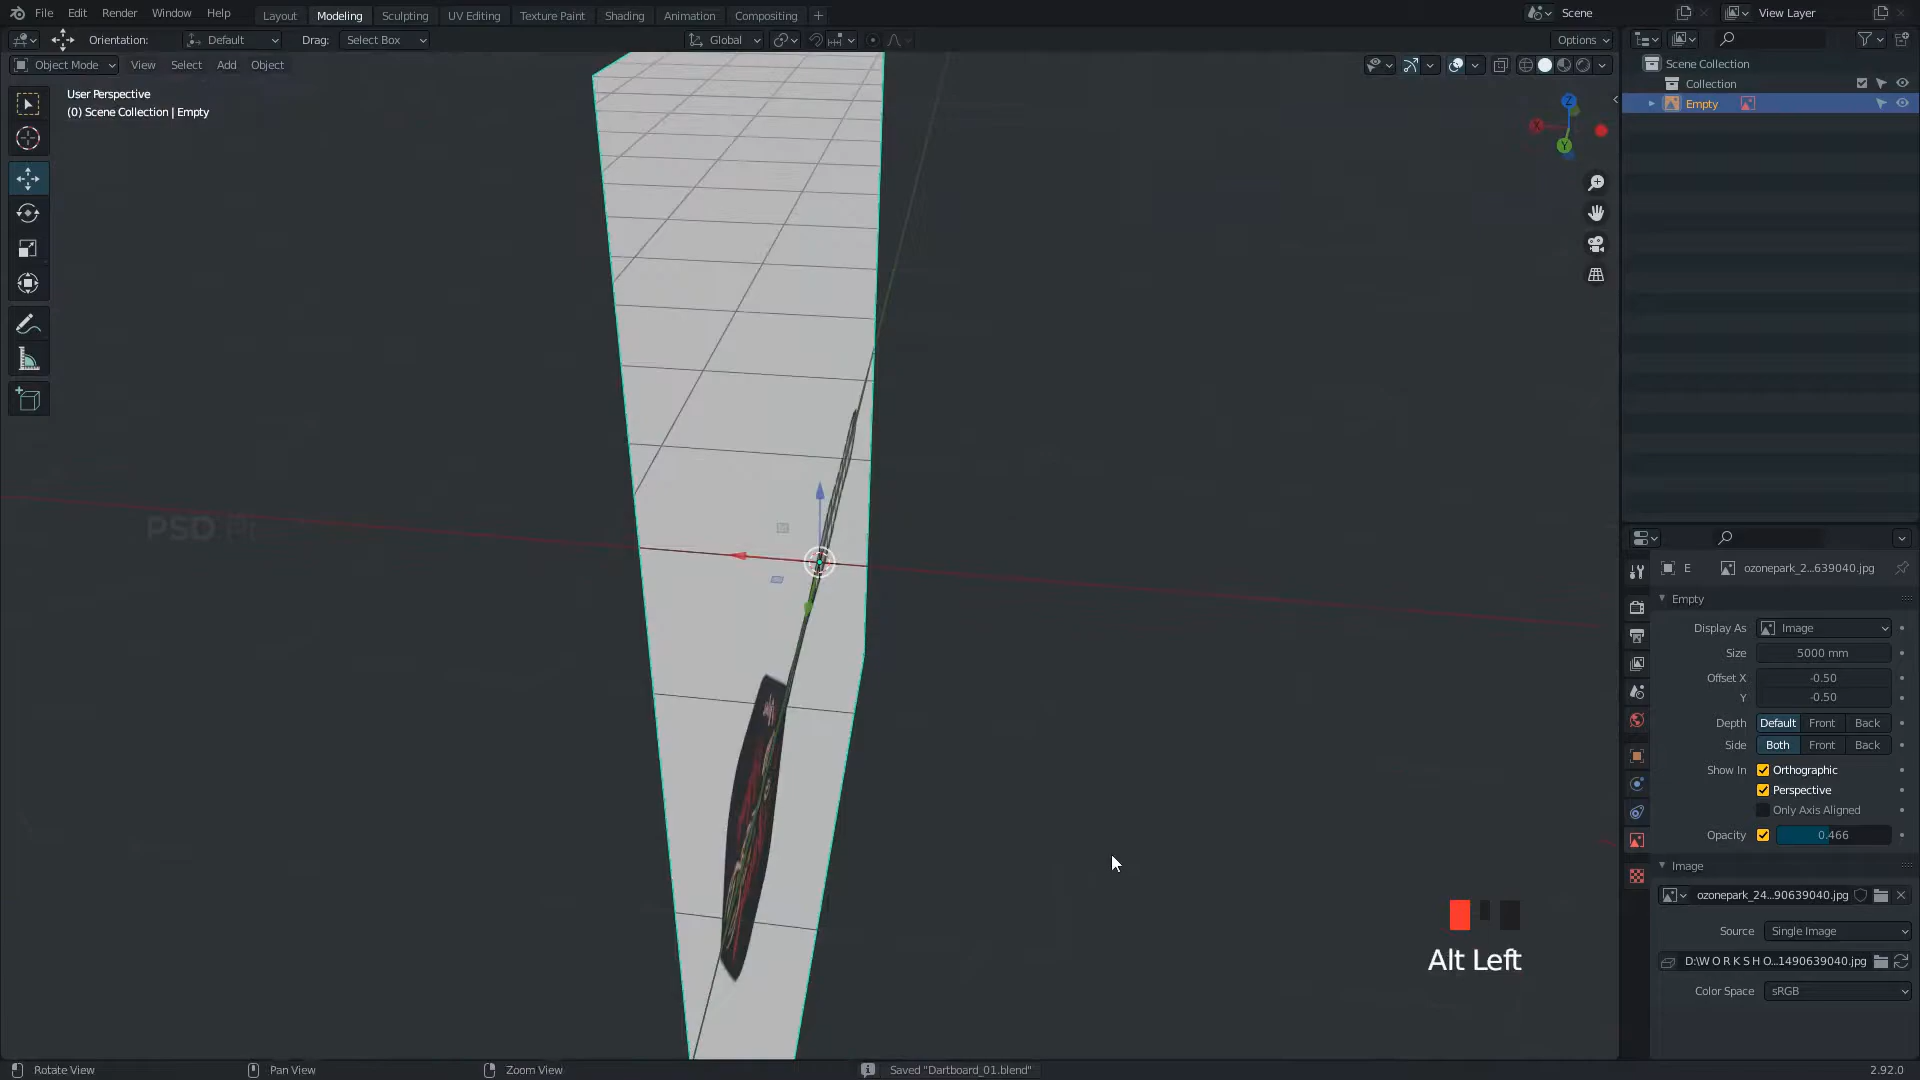 File Edit Render Window Help Layout Modeling Sculpting UV Editing Texture Paint Shading Animation Compositing + Scene View Layer
Orientation: Default Drag: Select Box Global Options
Object Mode View Select Add Object
User Perspective
(0) Scene Collection | Empty
Scene Collection
Collection
Empty
Z
X
Y
PSD
E ozonepark_2...639040.jpg
Empty
Display As Image
Size 5000 mm
Offset X -0.50
Y -0.50
Depth Default Front Back
Side Both Front Back
Show In Orthographic
Perspective
Only Axis Aligned
Opacity 0.466
Image
ozonepark_24...90639040.jpg
Source Single Image
D:\W O R K S H O...1490639040.jpg
Color Space sRGB
Alt Left
Rotate View Pan View Zoom View Saved "Dartboard_01.blend" 2.92.0